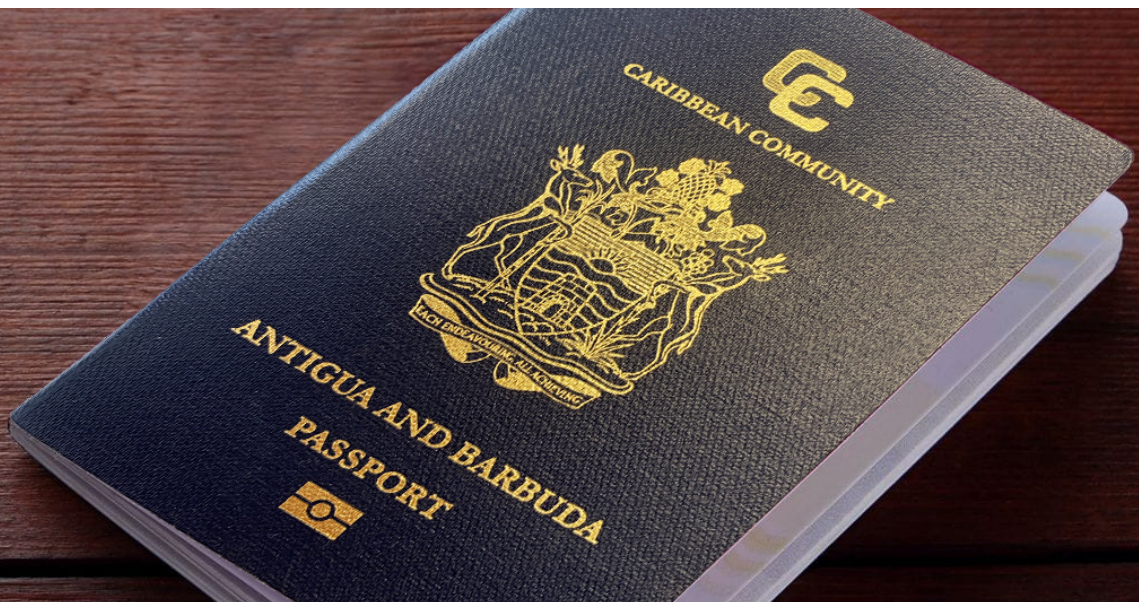 CARIBBEAN COMMUNITY
EACH ENDEAVOURING, ALL ACHIEVING
ANTIGUA AND BARBUDA
PASSPORT